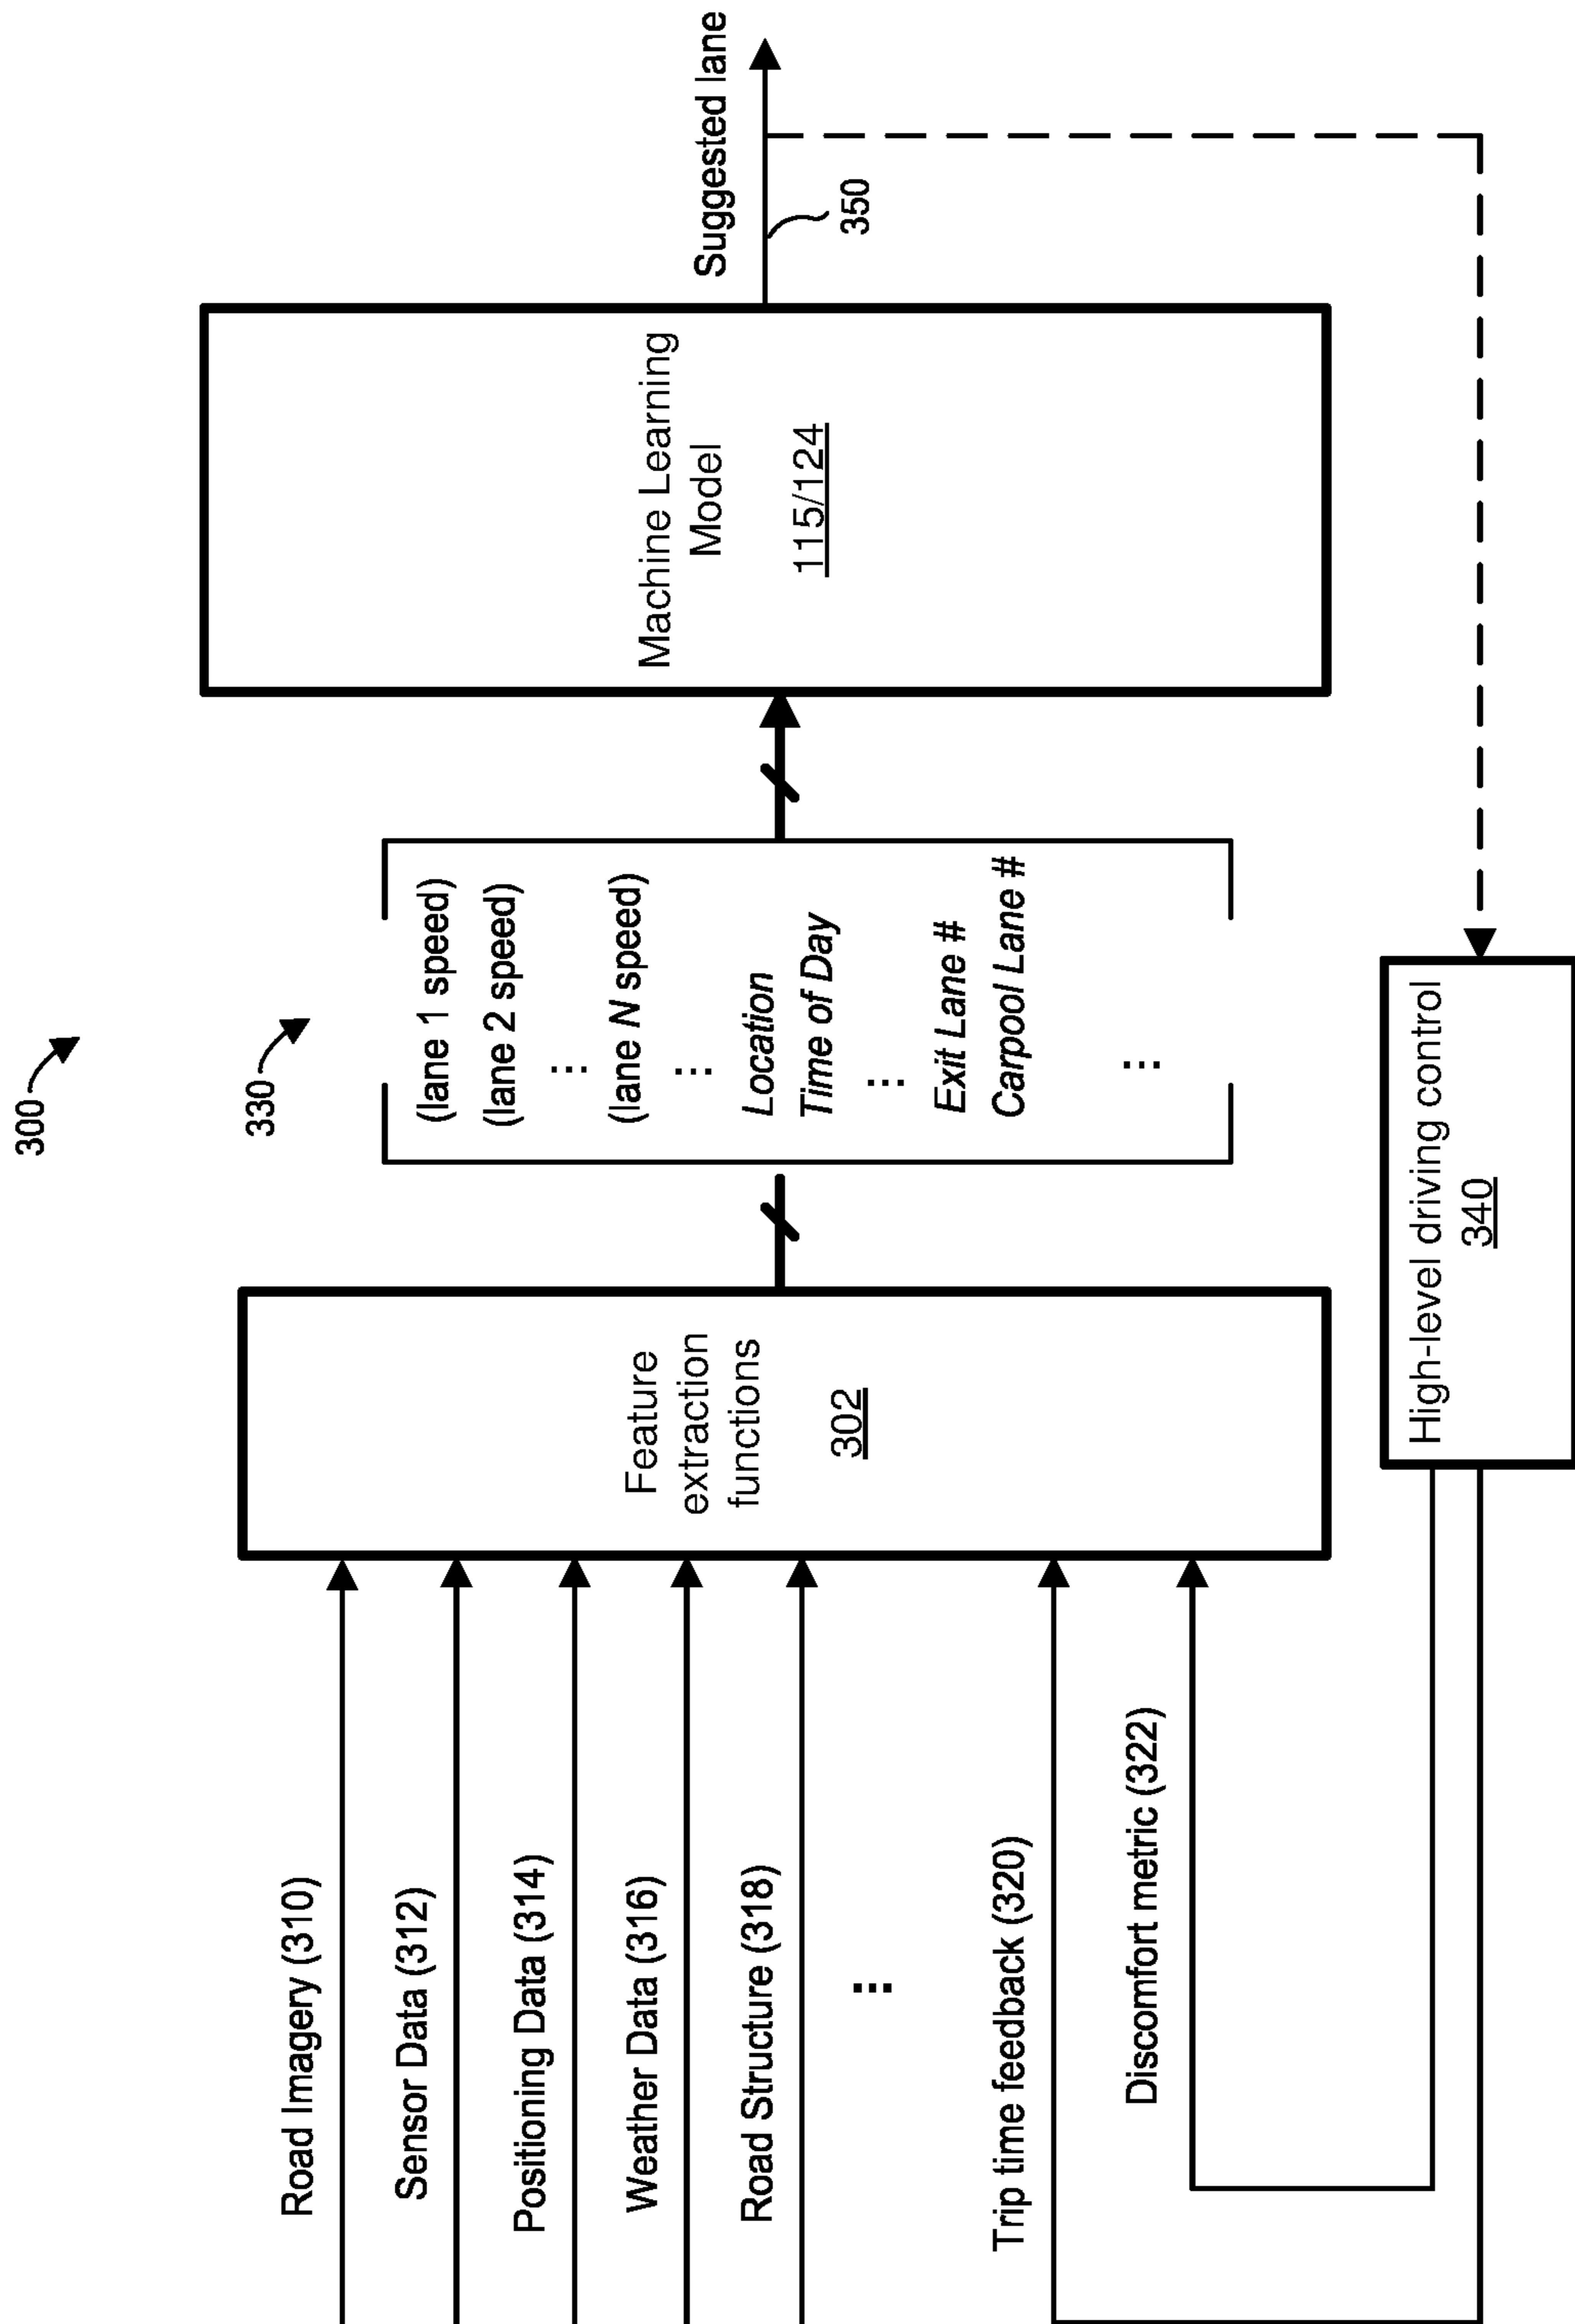 300
Road Imagery (310)
Sensor Data (312)
Positioning Data (314)
Weather Data (316)
Road Structure (318)
⋮
Trip time feedback (320)
Discomfort metric (322)
Feature
extraction
functions
302
330
(lane 1 speed)
(lane 2 speed)
⋮
(lane N speed)
⋮
Location
Time of Day
⋮
Exit Lane #
Carpool Lane #
⋮
Machine Learning
Model
115/124
Suggested lane
350
High-level driving control
340